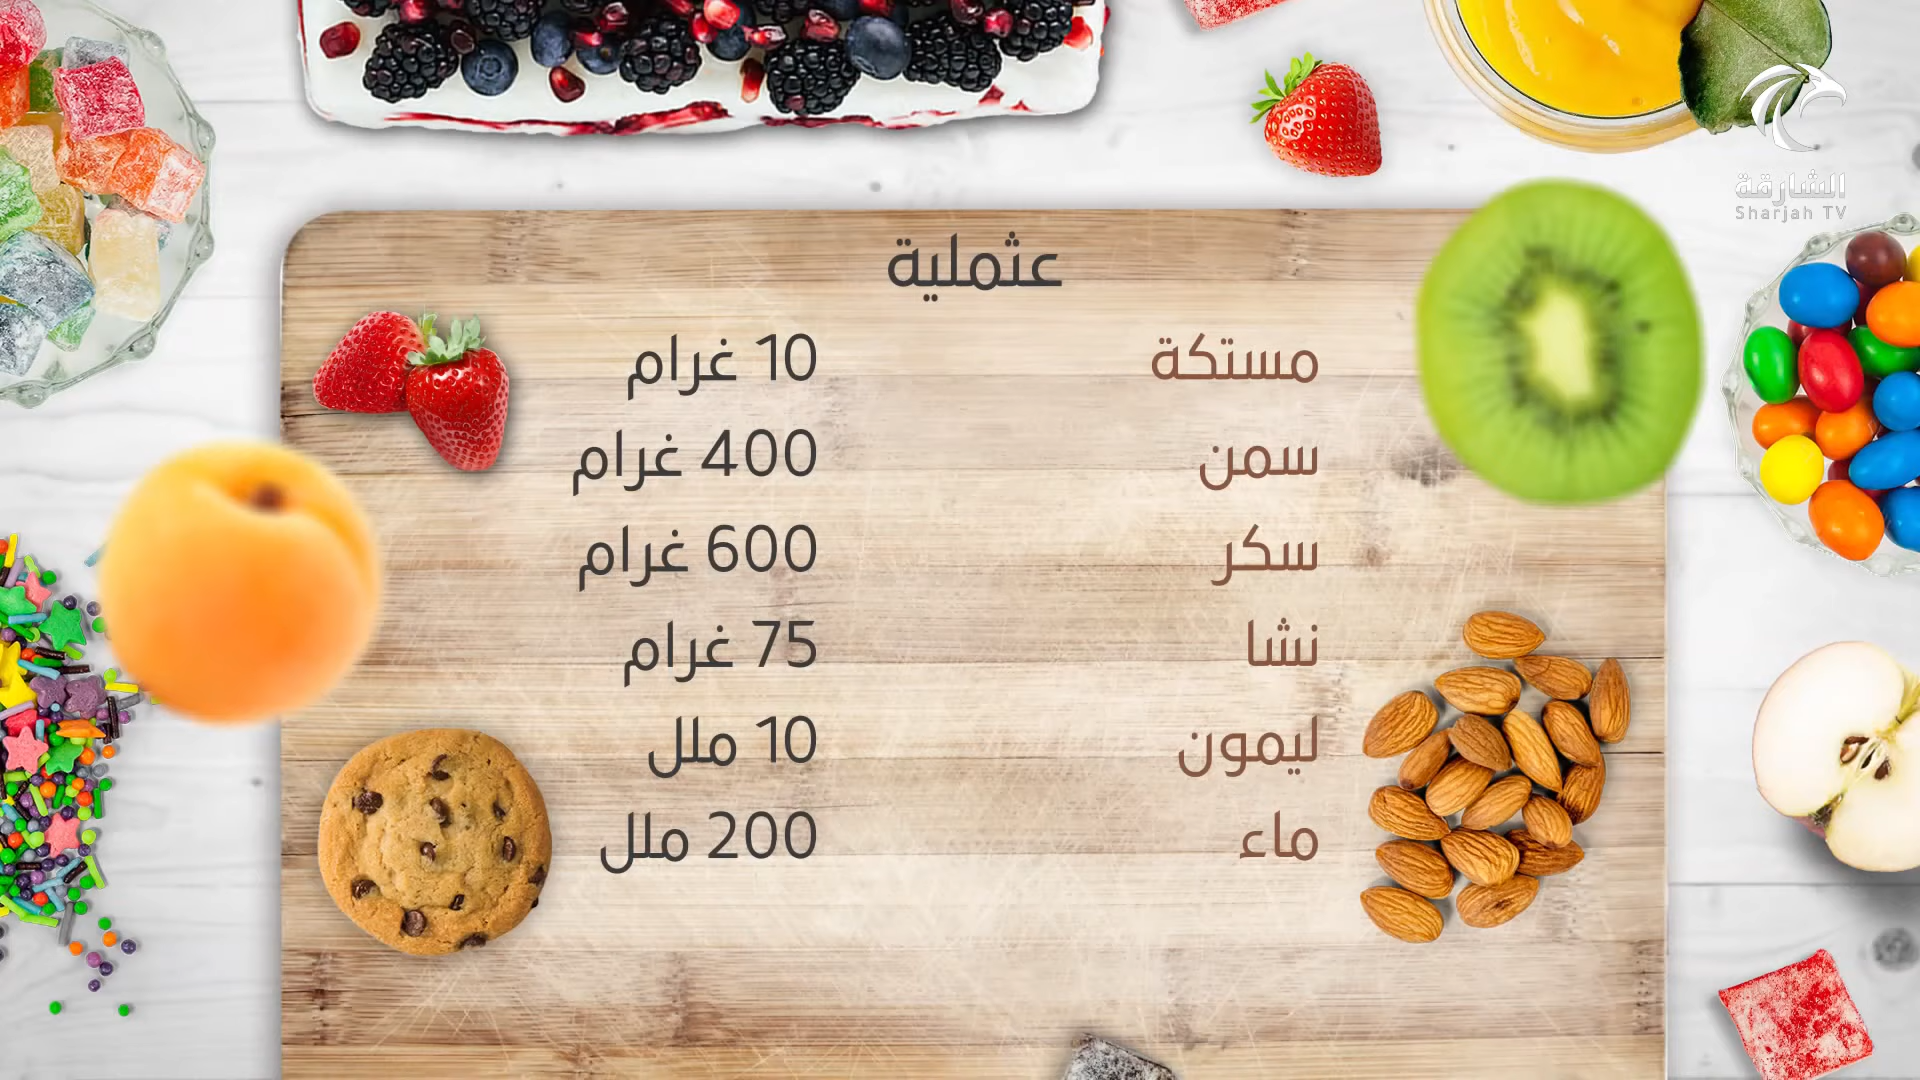 الشارقة
Sharjah TV
عثملية
مستكة 10 غرام
سمن 400 غرام
سكر 600 غرام
نشا 75 غرام
ليمون 10 ملل
ماء 200 ملل